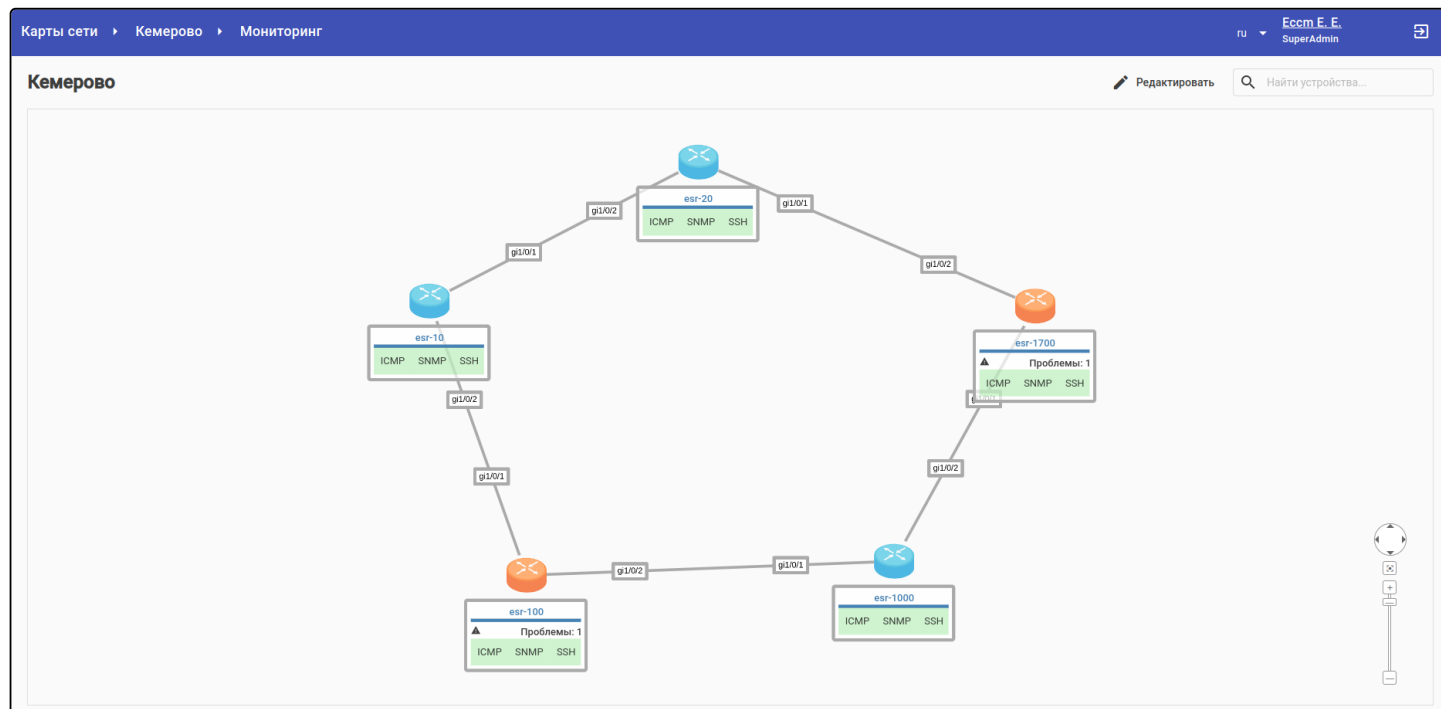 Карты сети Кемерово Мониторинг
ru
Eccm E. E.
SuperAdmin
Кемерово
Редактировать
Найти устройства...
esr-20
ICMP SNMP SSH
gi1/0/2
gi1/0/1
gi1/0/1
gi1/0/2
esr-10
ICMP SNMP SSH
esr-1700
Проблемы: 1
ICMP SNMP SSH
gi1/0/2
gi1/0/1
gi1/0/2
esr-100
Проблемы: 1
ICMP SNMP SSH
gi1/0/2
gi1/0/1
esr-1000
ICMP SNMP SSH